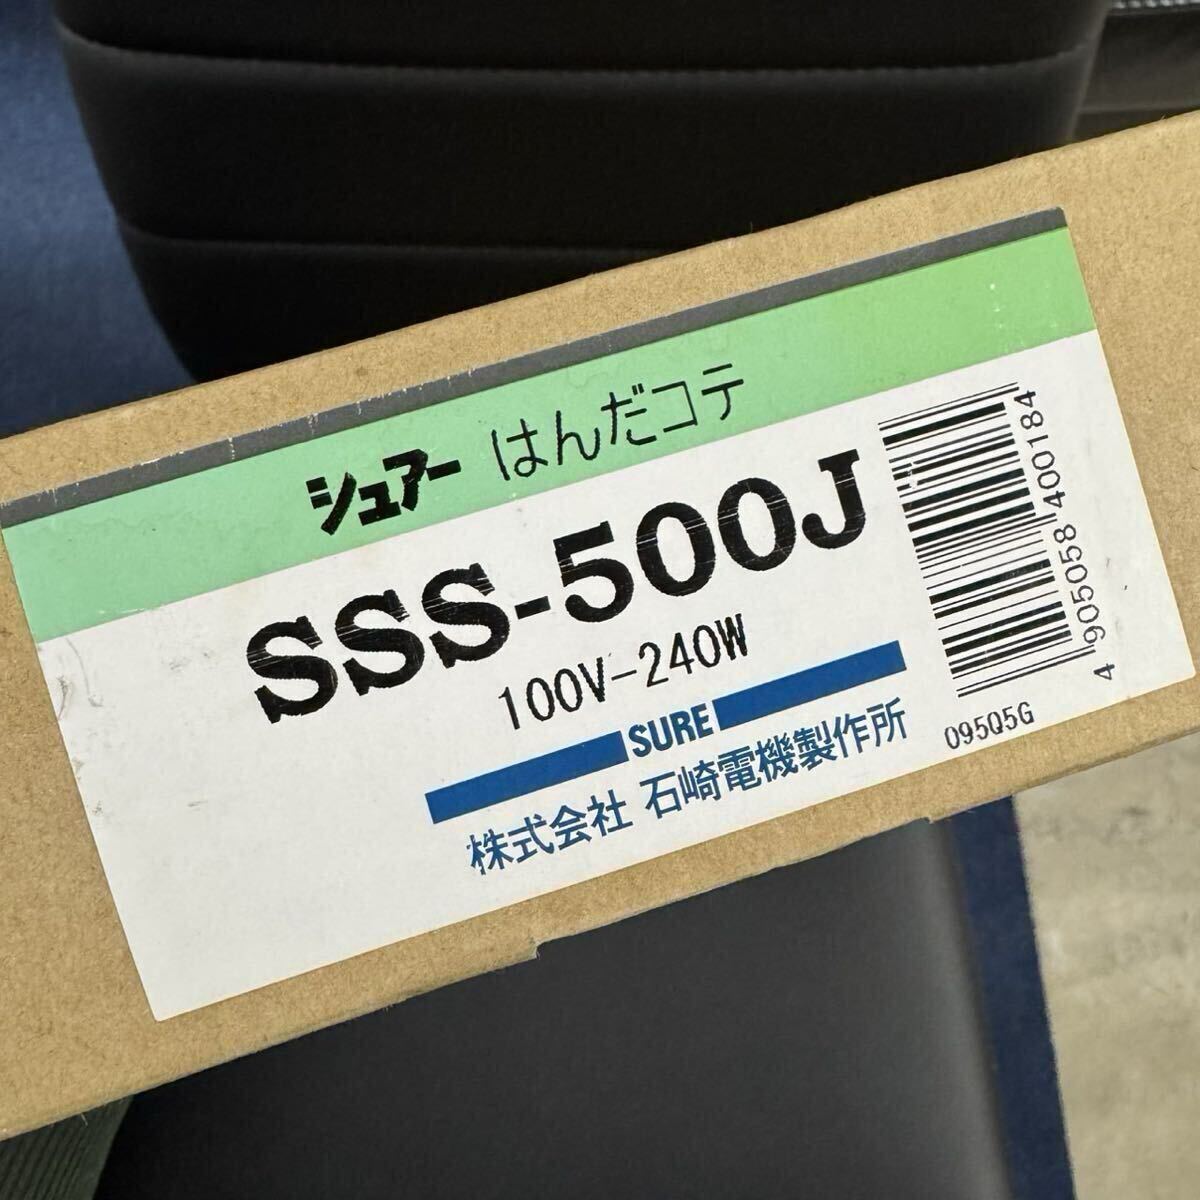 シュアー はんだコテ
SSS-500J
100V-240W
SURE
株式会社 石崎電機製作所
4 905058 400184
095Q5G